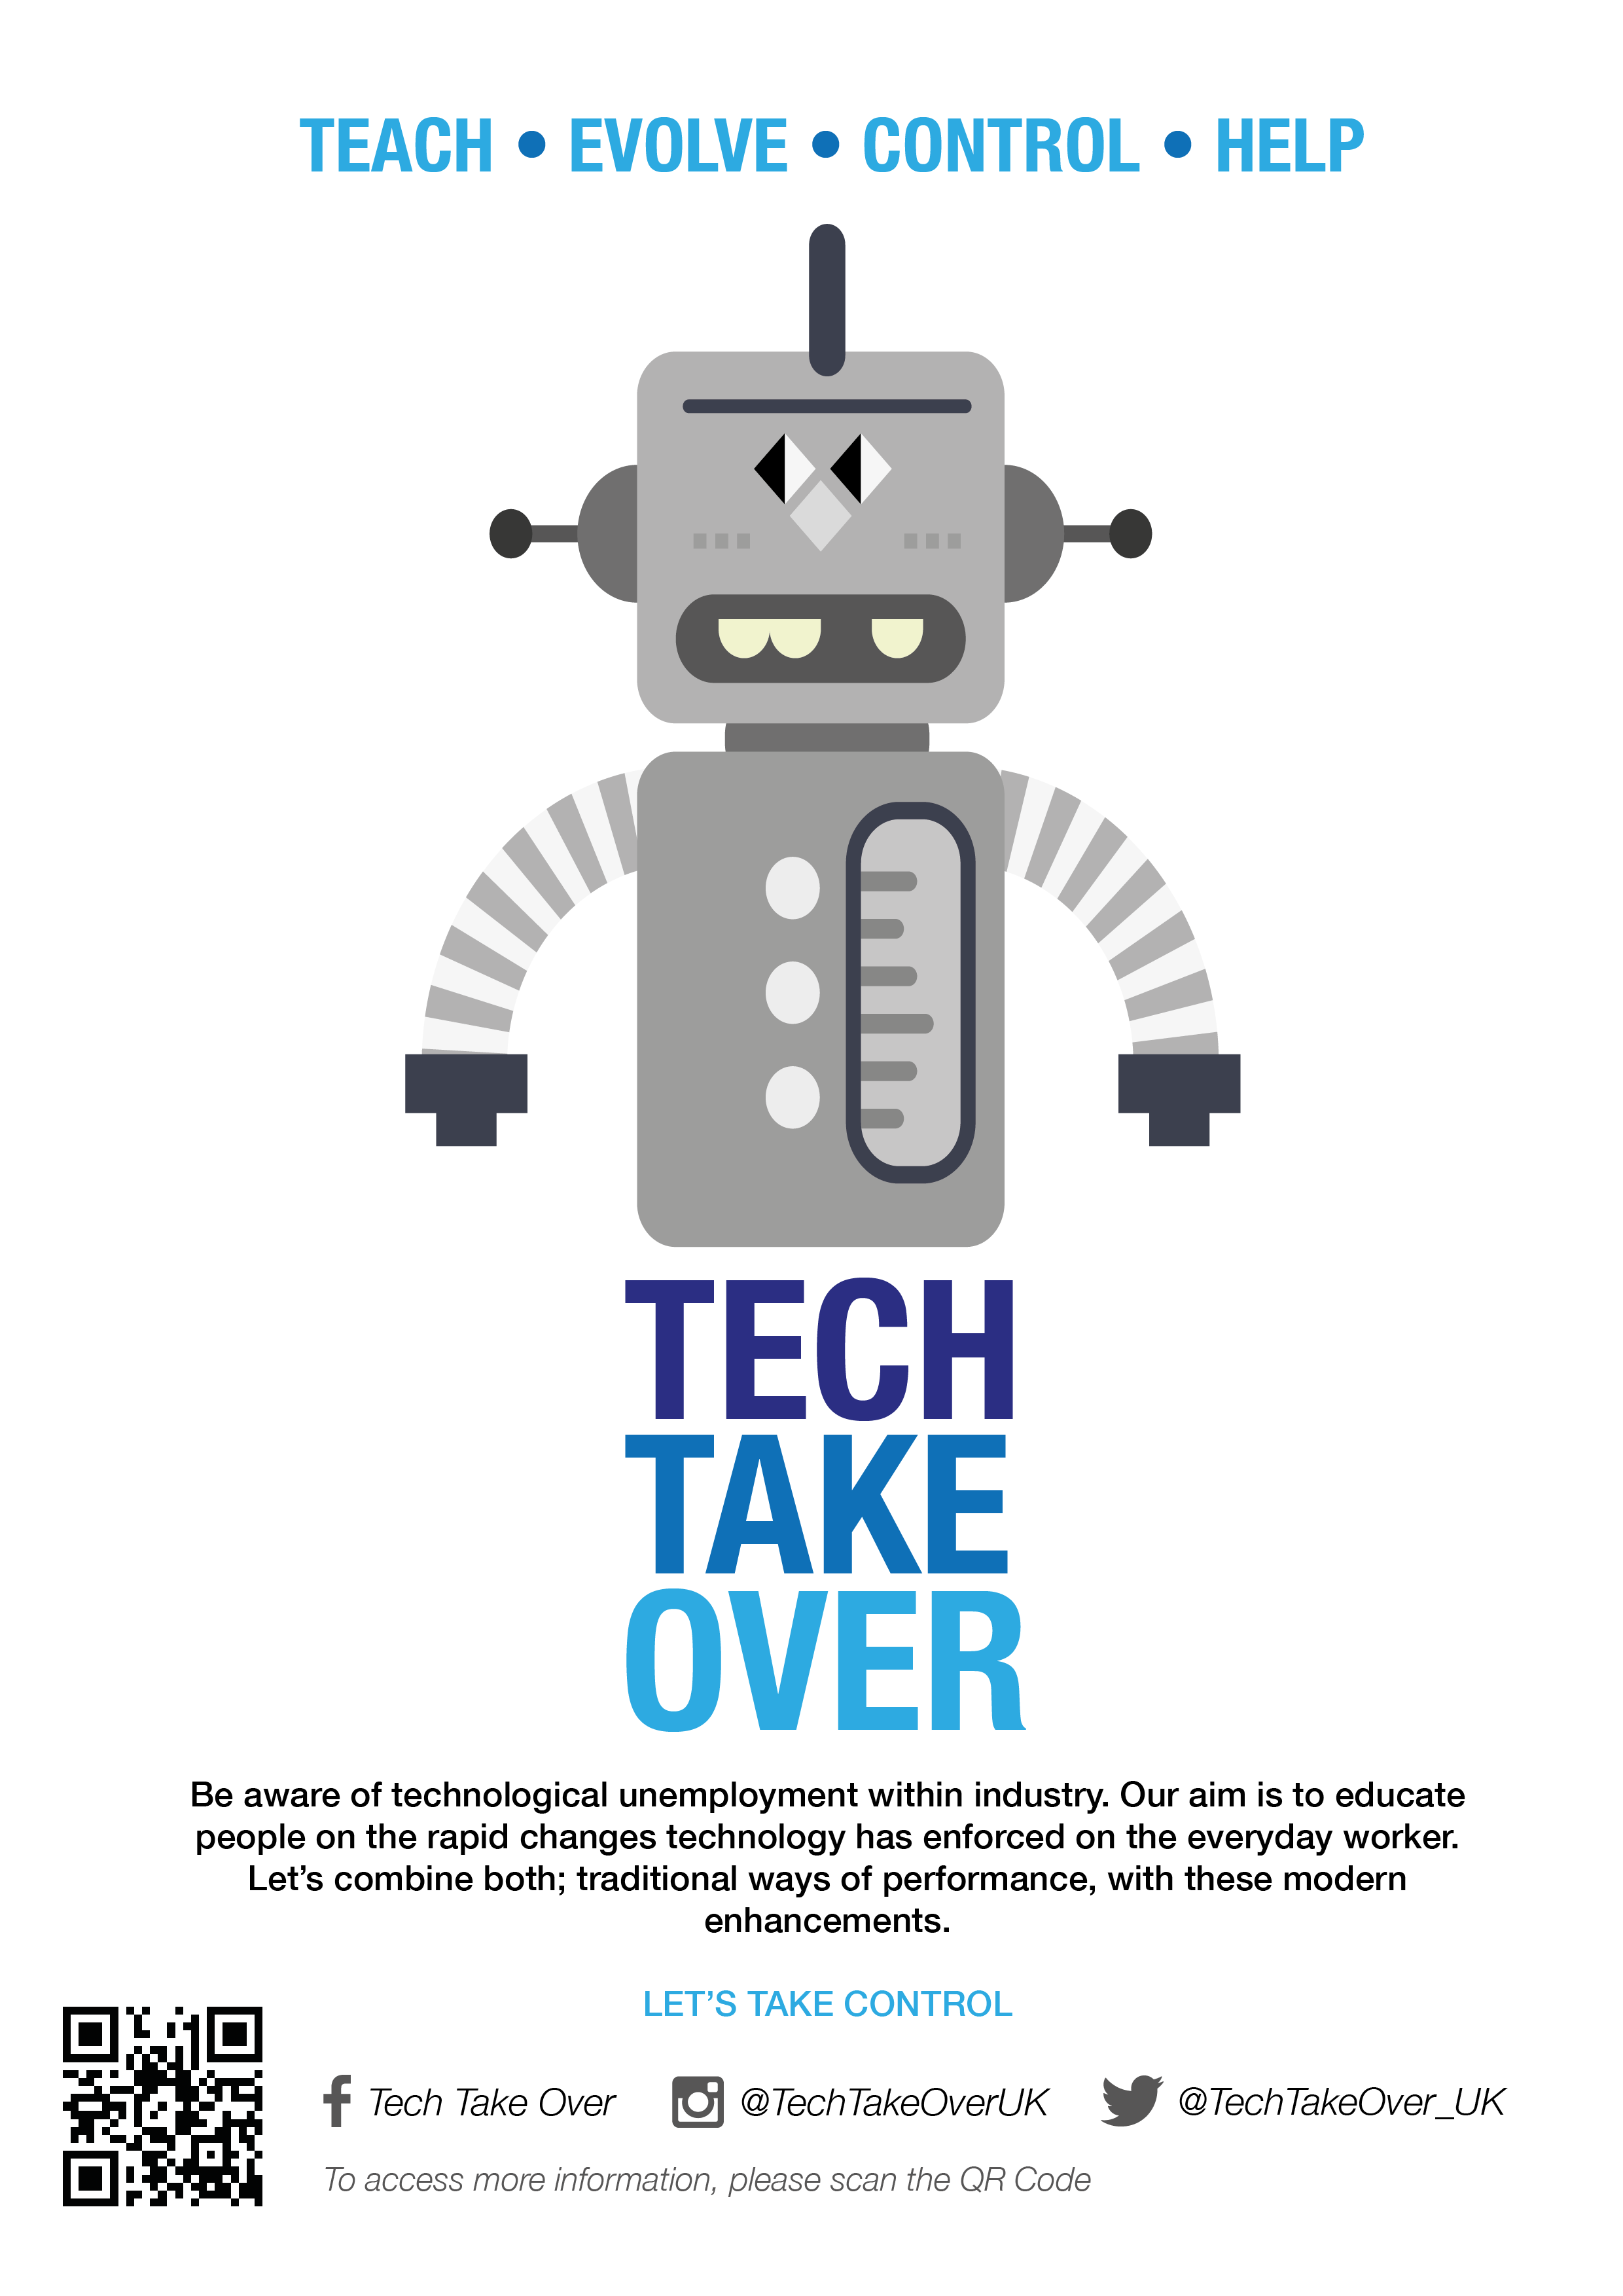 TEACH • EVOLVE • CONTROL • HELP
TECH
TAKE
OVER
Be aware of technological unemployment within industry. Our aim is to educate
people on the rapid changes technology has enforced on the everyday worker.
Let’s combine both; traditional ways of performance, with these modern
enhancements.
LET’S TAKE CONTROL
Tech Take Over
@TechTakeOverUK
@TechTakeOver_UK
To access more information, please scan the QR Code